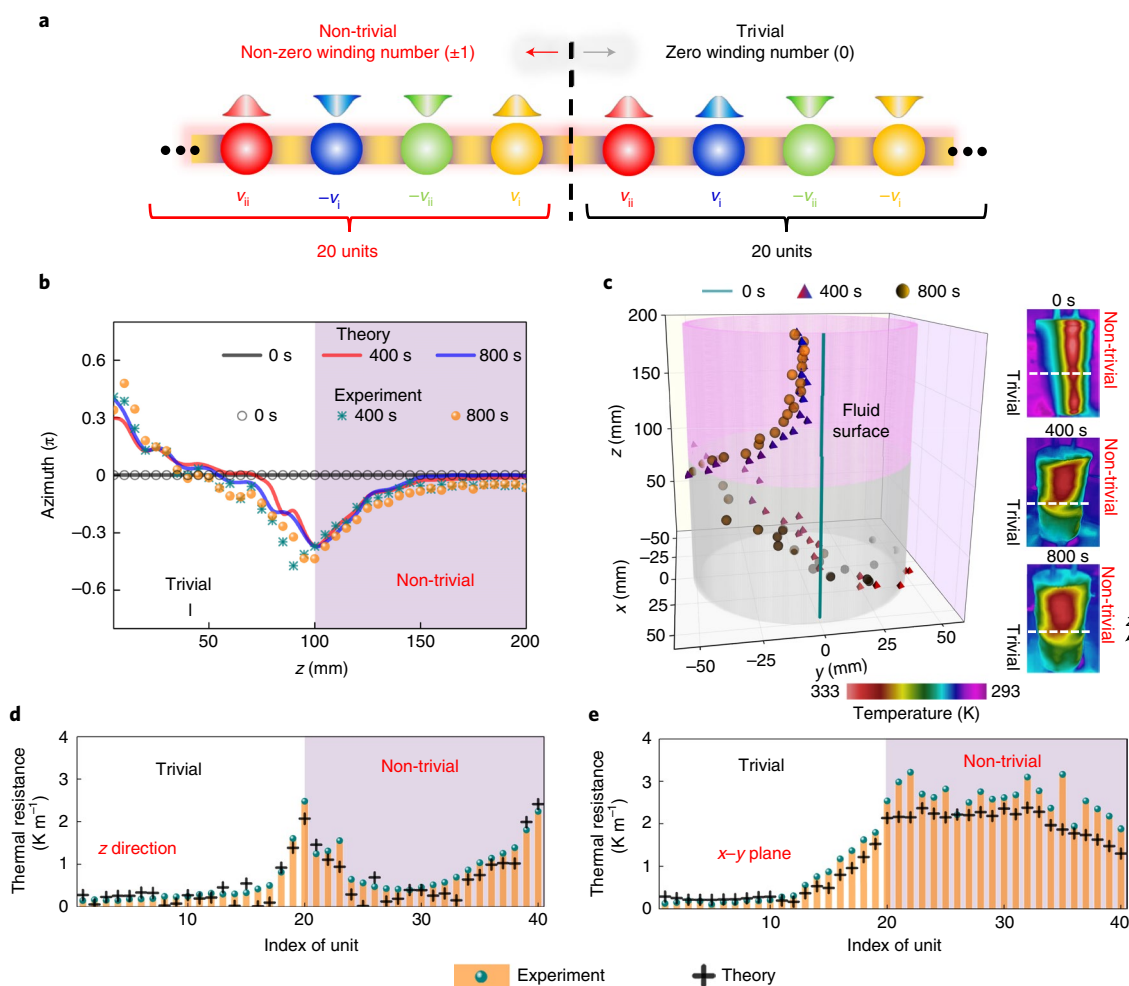 a
Non-trivial
Non-zero winding number (±1)
Trivial
Zero winding number (0)
v_ii
−v_i
−v_ii
v_i
v_ii
v_i
−v_ii
−v_i
20 units
20 units
b
Theory
0 s
400 s
800 s
Experiment
0 s
400 s
800 s
Azimuth (π)
0.6
0.3
0
−0.3
−0.6
Trivial
Non-trivial
50
100
150
200
z (mm)
c
0 s
400 s
800 s
200
150
100
50
0
z (mm)
Fluid
surface
−50
−25
0
25
50
x (mm)
−50
−25
0
25
50
y (mm)
0 s
Trivial
Non-trivial
400 s
Trivial
Non-trivial
800 s
Trivial
Non-trivial
333
293
Temperature (K)
d
Thermal resistance
(K m⁻¹)
4
3
2
1
0
Trivial
Non-trivial
z direction
10
20
30
40
Index of unit
e
Thermal resistance
(K m⁻¹)
4
3
2
1
0
Trivial
Non-trivial
x–y plane
10
20
30
40
Index of unit
Experiment
Theory